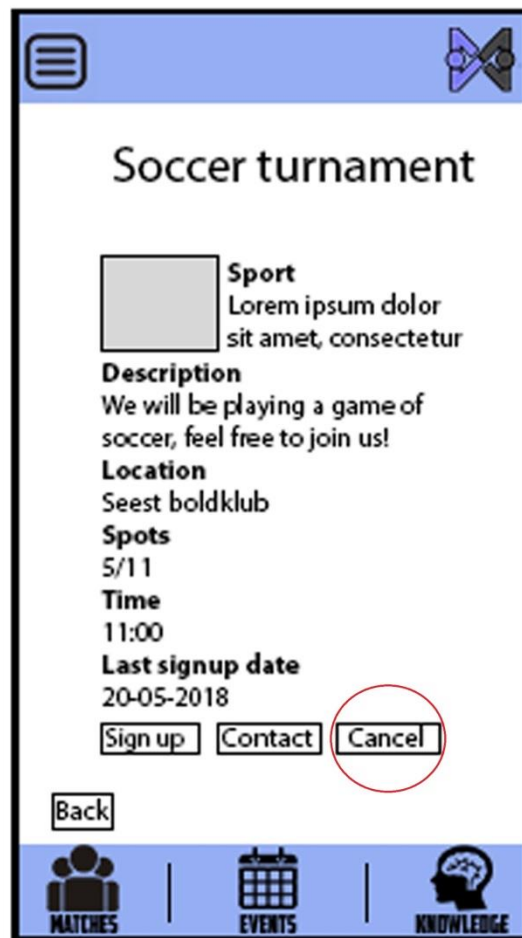 Soccer turnament
Sport
Lorem ipsum dolor
sit amet, consectetur
Description
We will be playing a game of
soccer, feel free to join us!
Location
Seest boldklub
Spots
5/11
Time
11:00
Last signup date
20-05-2018
Sign up Contact Cancel
Back
MATCHES EVENTS KNOWLEDGE